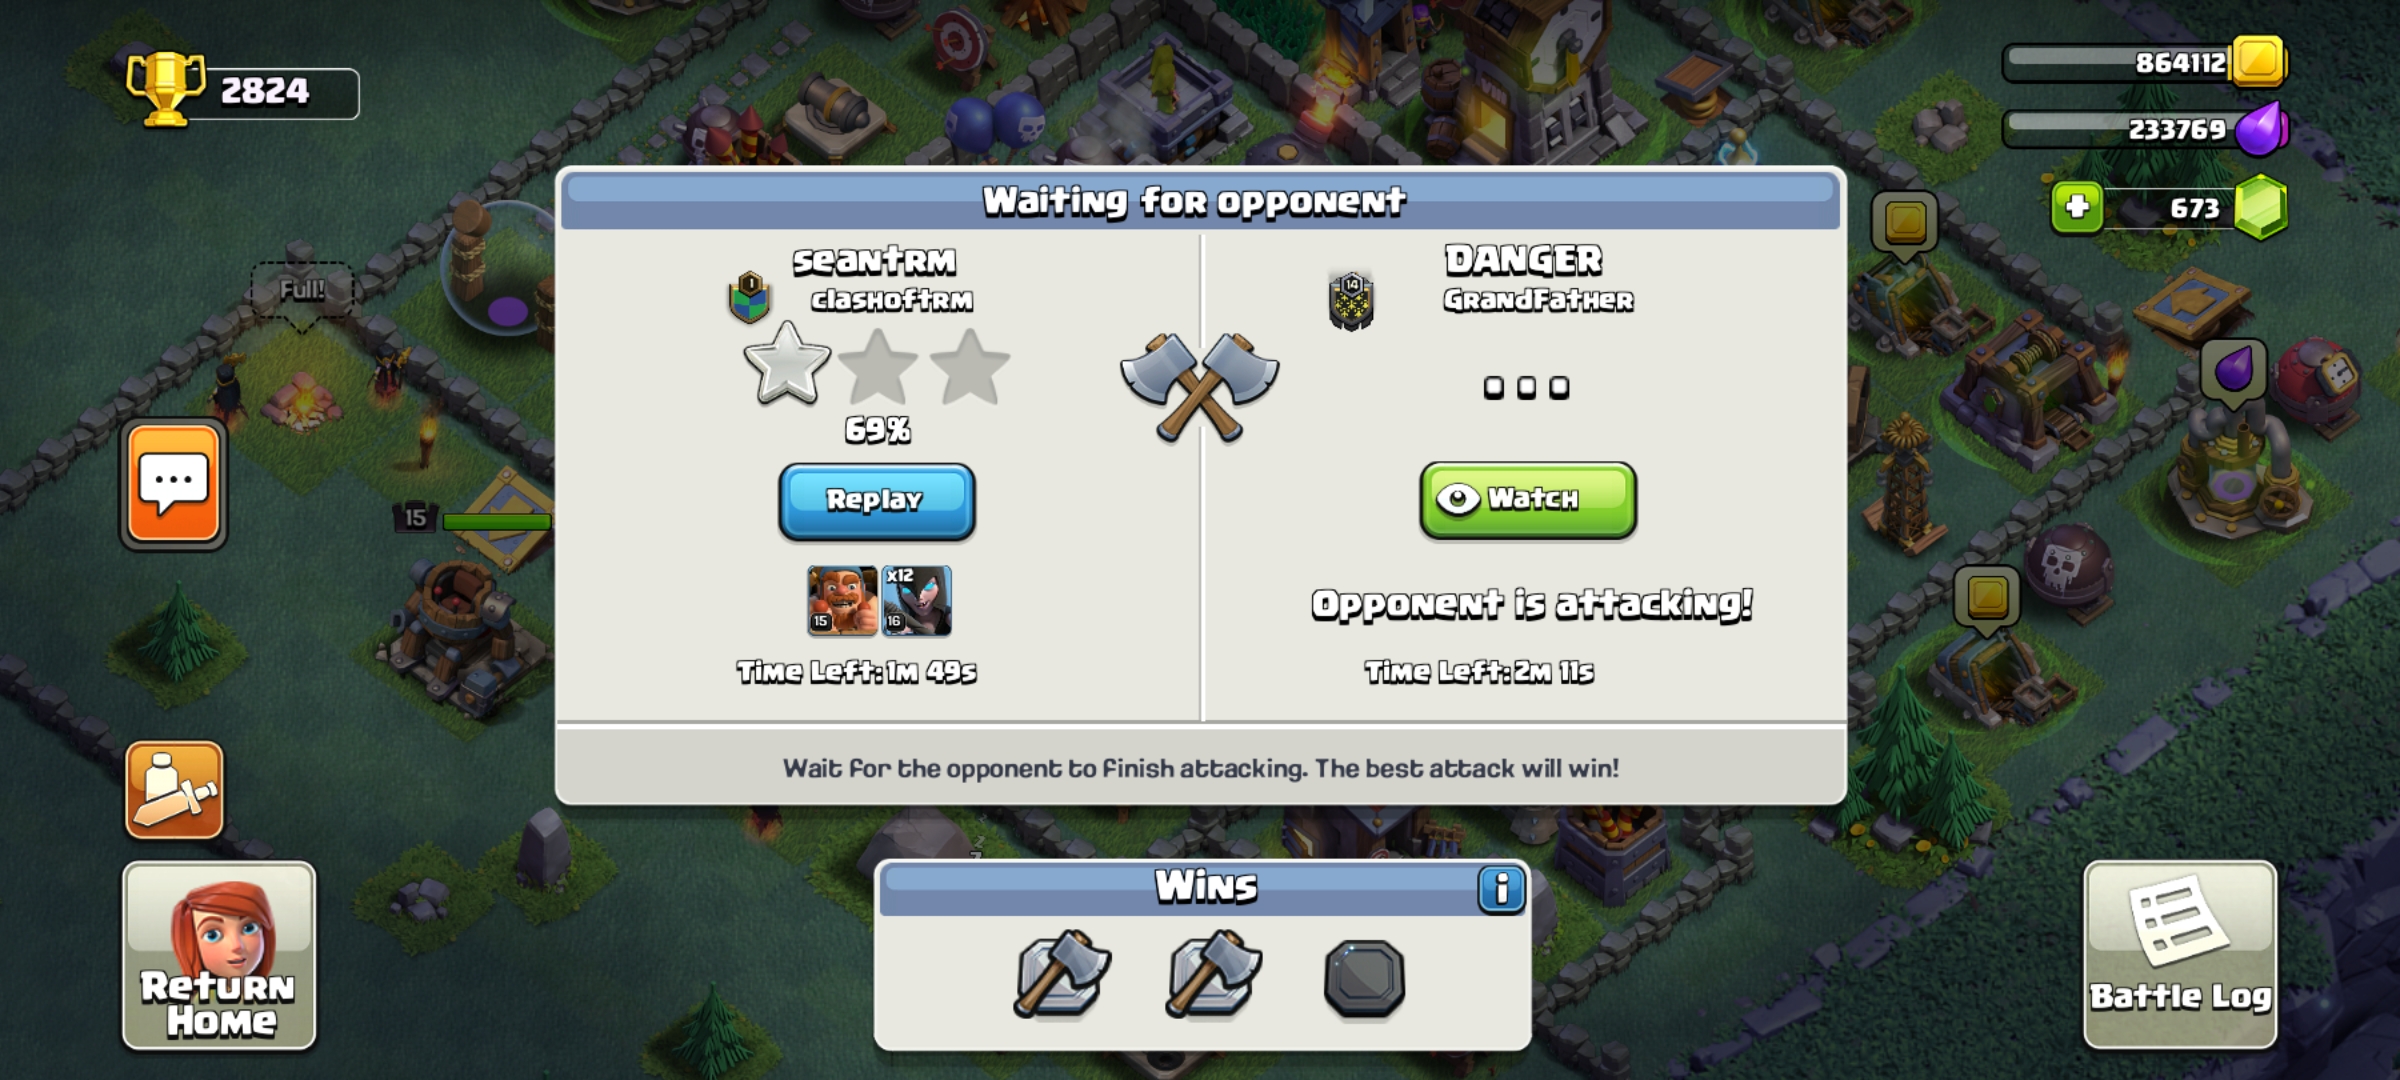 2824
864112
233769
673
Full!
VIII
15
Waiting for opponent
seantrm
clashoftrm
1
69%
Replay
x12
15
16
Time Left:1m 49s
DANGER
GrandFather
14
Watch
Opponent is attacking!
Time Left:2m 11s
Wait for the opponent to finish attacking. The best attack will win!
Wins
i
z
z
Return
Home
Battle Log